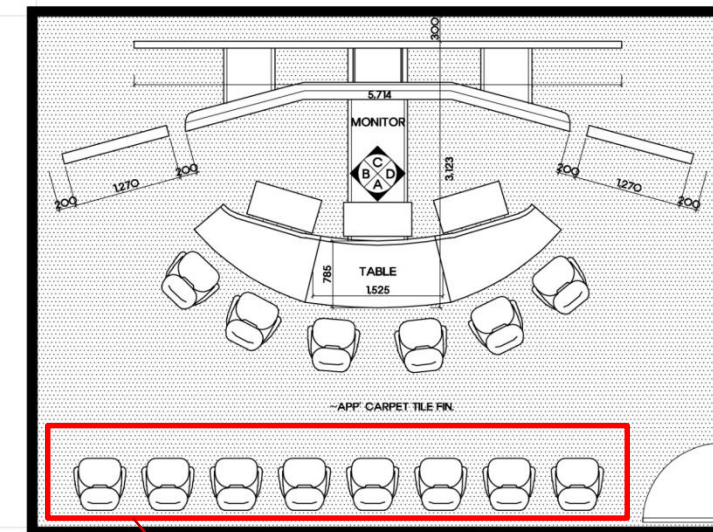 300
5.714
MONITOR
C
B D
A
3.123
200
1.270
200
200
1.270
200
785
TABLE
1.525
~APP' CARPET TILE FIN.